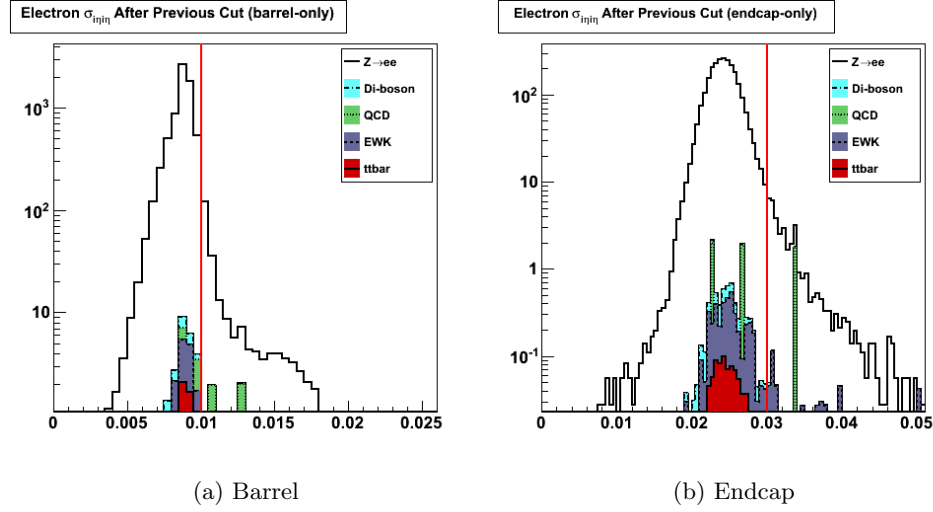 Electron σiηiη After Previous Cut (barrel-only)
Z→ee
Di-boson
QCD
EWK
ttbar
10³
10²
10
0 0.005 0.01 0.015 0.02 0.025
(a) Barrel
Electron σiηiη After Previous Cut (endcap-only)
Z→ee
Di-boson
QCD
EWK
ttbar
10²
10
1
10⁻¹
0 0.01 0.02 0.03 0.04 0.05
(b) Endcap